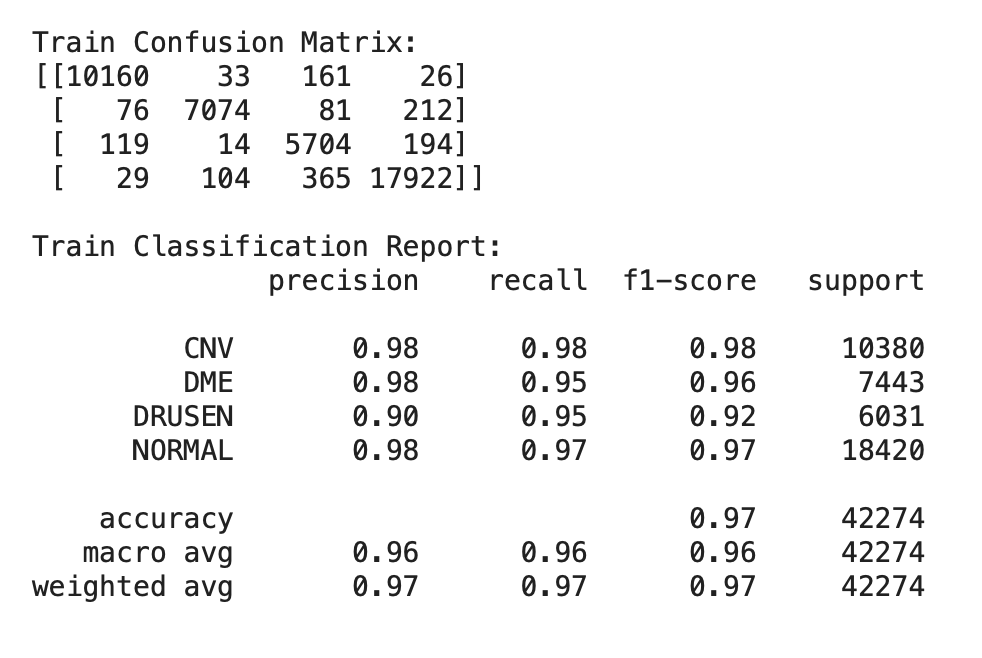 Train Confusion Matrix:
[[10160    33   161    26]
 [   76  7074    81   212]
 [  119    14  5704   194]
 [   29   104   365 17922]]
Train Classification Report:
              precision    recall  f1-score   support
         CNV       0.98      0.98      0.98     10380
         DME       0.98      0.95      0.96      7443
      DRUSEN       0.90      0.95      0.92      6031
      NORMAL       0.98      0.97      0.97     18420
    accuracy                           0.97     42274
   macro avg       0.96      0.96      0.96     42274
weighted avg       0.97      0.97      0.97     42274